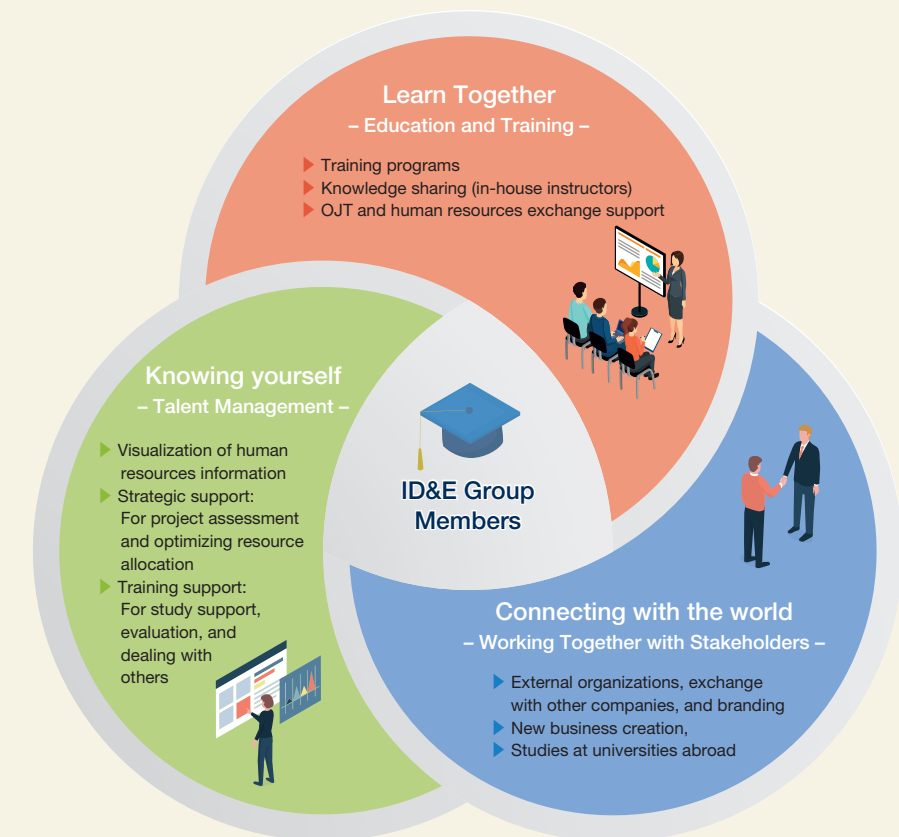 Learn Together
– Education and Training –
Training programs
Knowledge sharing (in-house instructors)
OJT and human resources exchange support
Knowing yourself
– Talent Management –
Visualization of human
resources information
Strategic support:
For project assessment
and optimizing resource
allocation
Training support:
For study support,
evaluation, and
dealing with
others
ID&E Group
Members
Connecting with the world
– Working Together with Stakeholders –
External organizations, exchange
with other companies, and branding
New business creation,
Studies at universities abroad